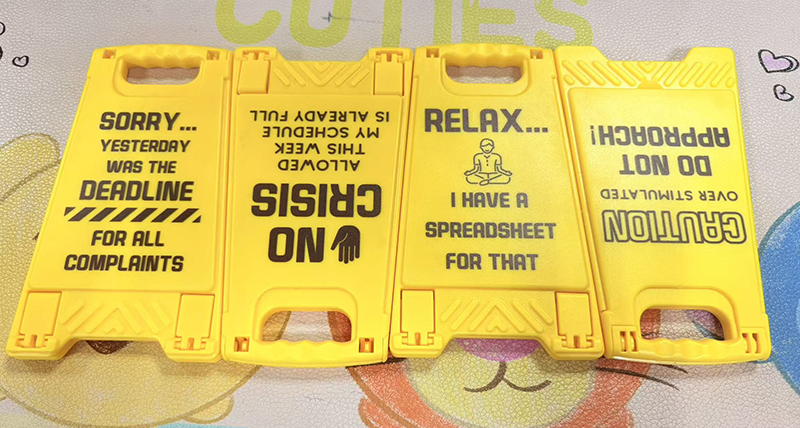 CUTIES
SORRY...
YESTERDAY
WAS THE
DEADLINE
FOR ALL
COMPLAINTS
NO
CRISIS
ALLOWED
THIS WEEK
MY SCHEDULE
IS ALREADY FULL
RELAX...
I HAVE A
SPREADSHEET
FOR THAT
CAUTION
OVER STIMULATED
DO NOT
APPROACH!